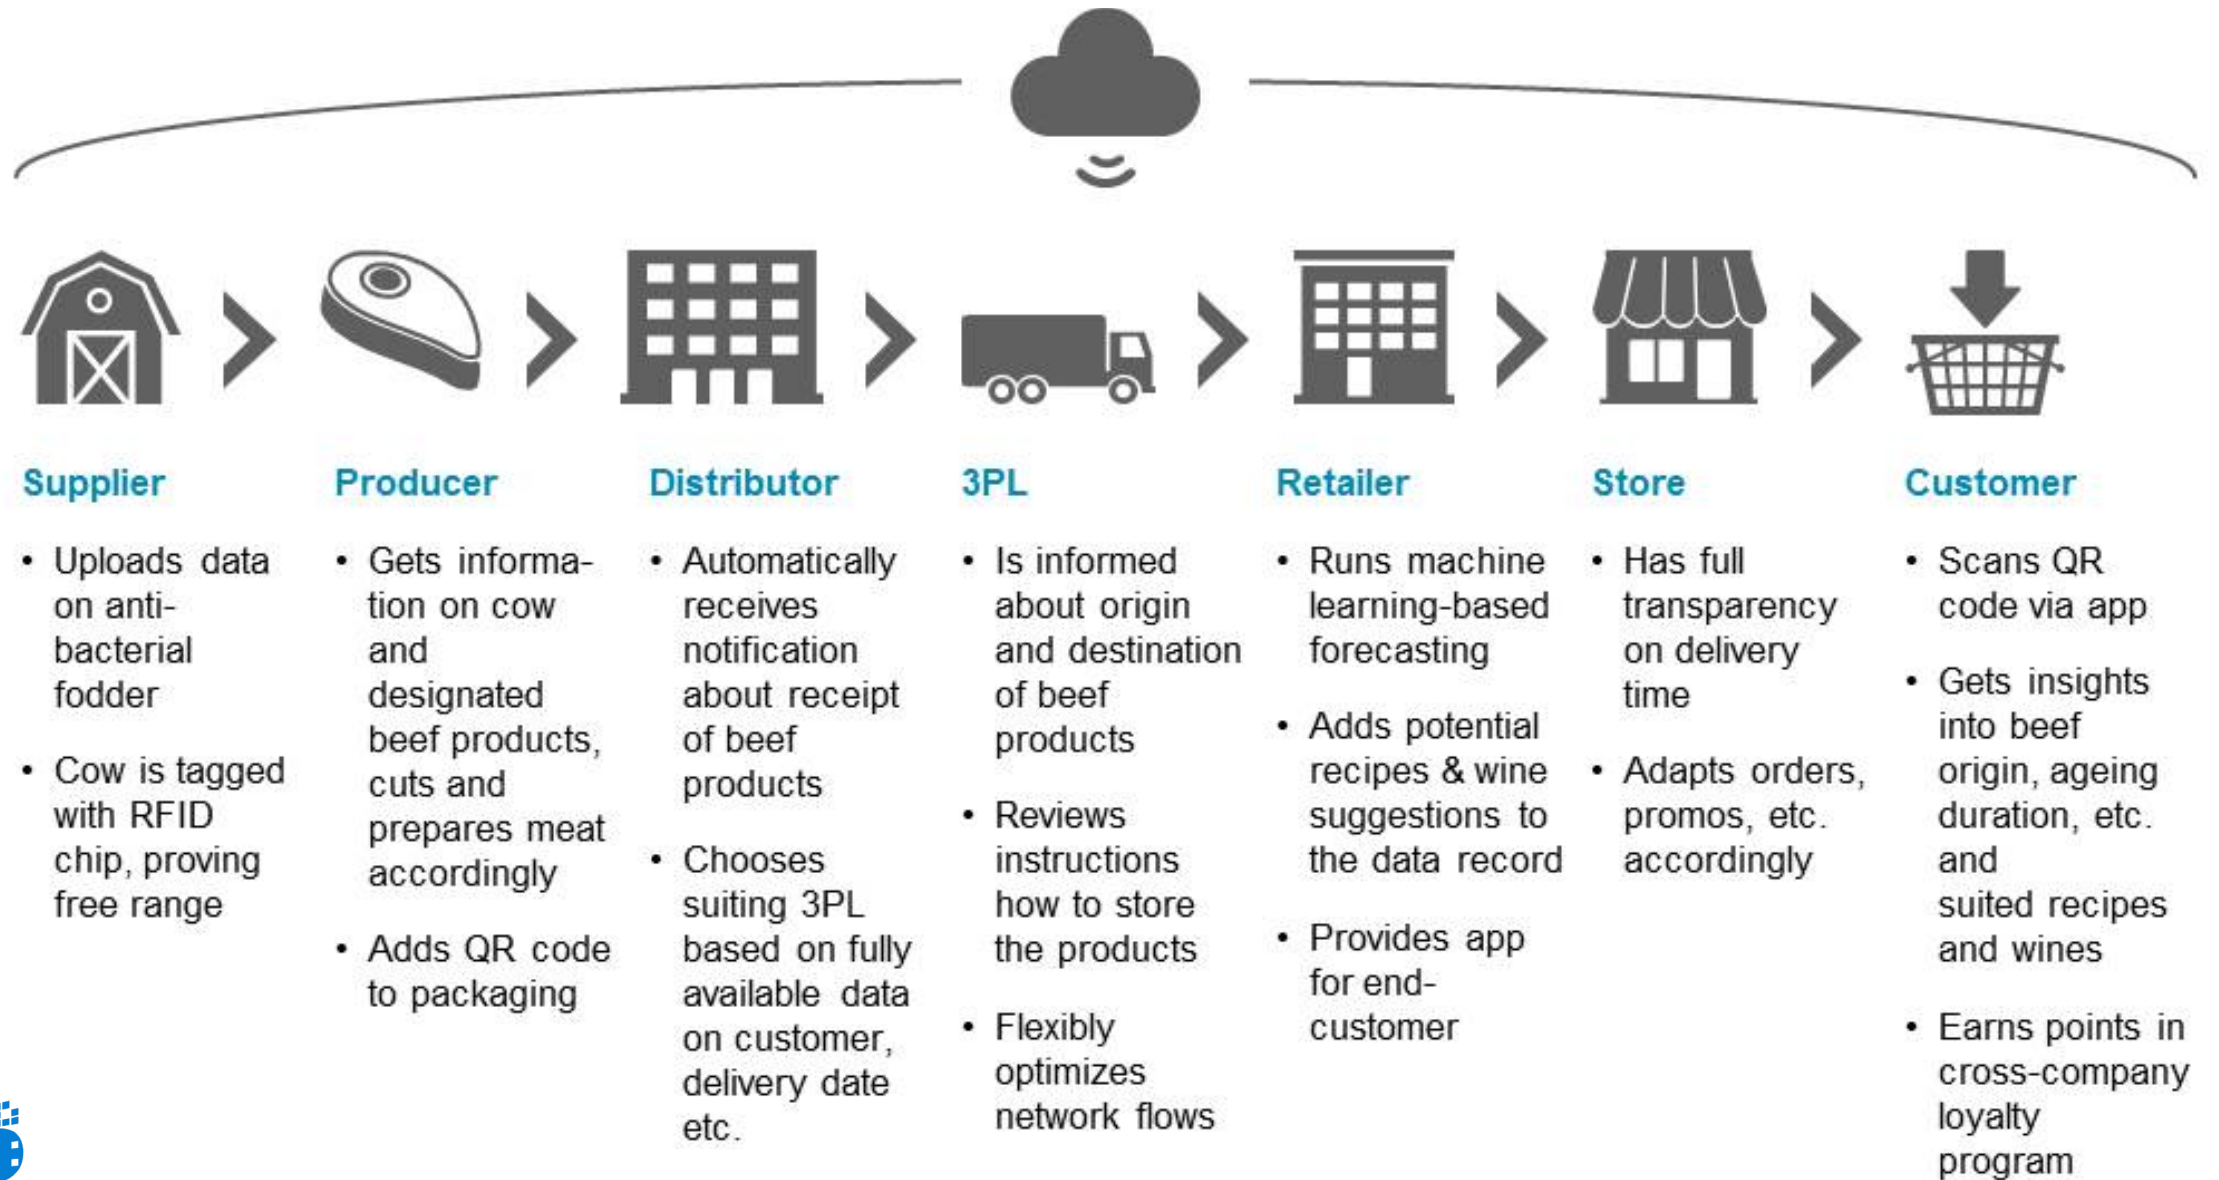 Supplier
• Uploads data
on anti-
bacterial
fodder
• Cow is tagged
with RFID
chip, proving
free range
Producer
• Gets informa-
tion on cow
and
designated
beef products,
cuts and
prepares meat
accordingly
• Adds QR code
to packaging
Distributor
• Automatically
receives
notification
about receipt
of beef
products
• Chooses
suiting 3PL
based on fully
available data
on customer,
delivery date
etc.
3PL
• Is informed
about origin
and destination
of beef
products
• Reviews
instructions
how to store
the products
• Flexibly
optimizes
network flows
Retailer
• Runs machine
learning-based
forecasting
• Adds potential
recipes & wine
suggestions to
the data record
• Provides app
for end-
customer
Store
• Has full
transparency
on delivery
time
• Adapts orders,
promos, etc.
accordingly
Customer
• Scans QR
code via app
• Gets insights
into beef
origin, ageing
duration, etc.
and
suited recipes
and wines
• Earns points in
cross-company
loyalty
program